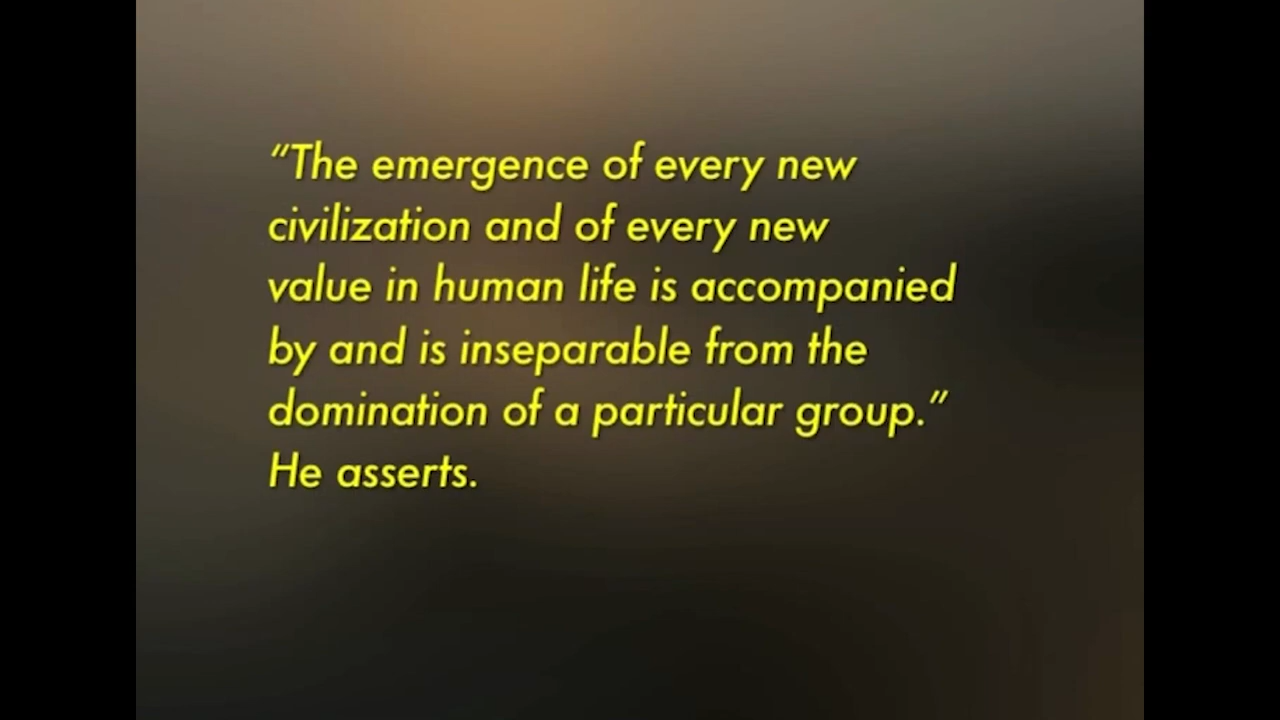 “The emergence of every new
civilization and of every new
value in human life is accompanied
by and is inseparable from the
domination of a particular group.”
He asserts.